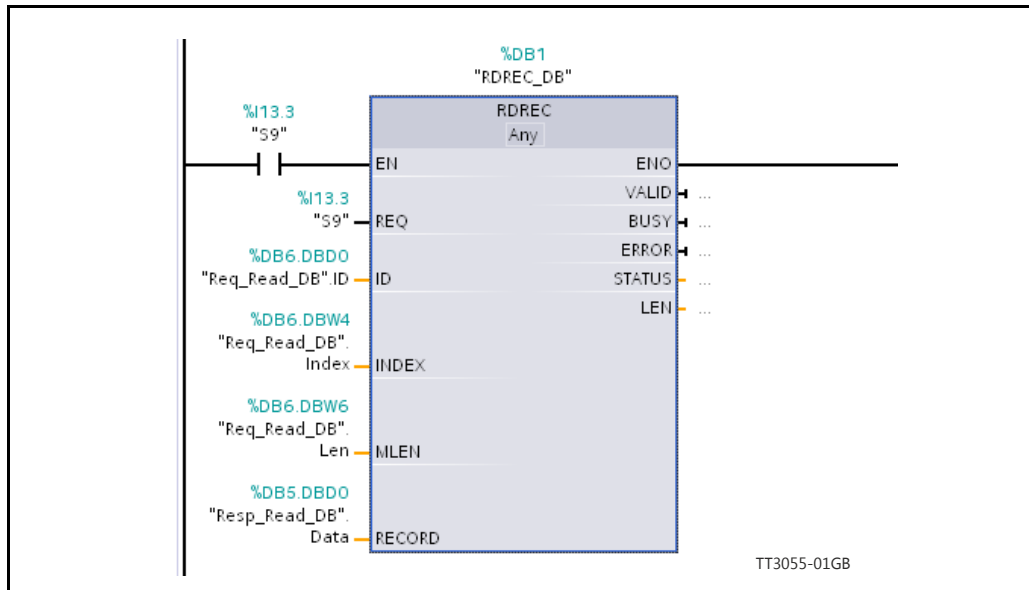 %DB1
"RDREC_DB"
RDREC
Any
%I13.3
"S9"
EN
ENO
VALID
...
%I13.3
"S9"
REQ
BUSY
...
ERROR
...
%DB6.DBD0
"Req_Read_DB".ID
ID
STATUS
...
LEN
...
%DB6.DBW4
"Req_Read_DB".
Index
INDEX
%DB6.DBW6
"Req_Read_DB".
Len
MLEN
%DB5.DBD0
"Resp_Read_DB".
Data
RECORD
TT3055-01GB